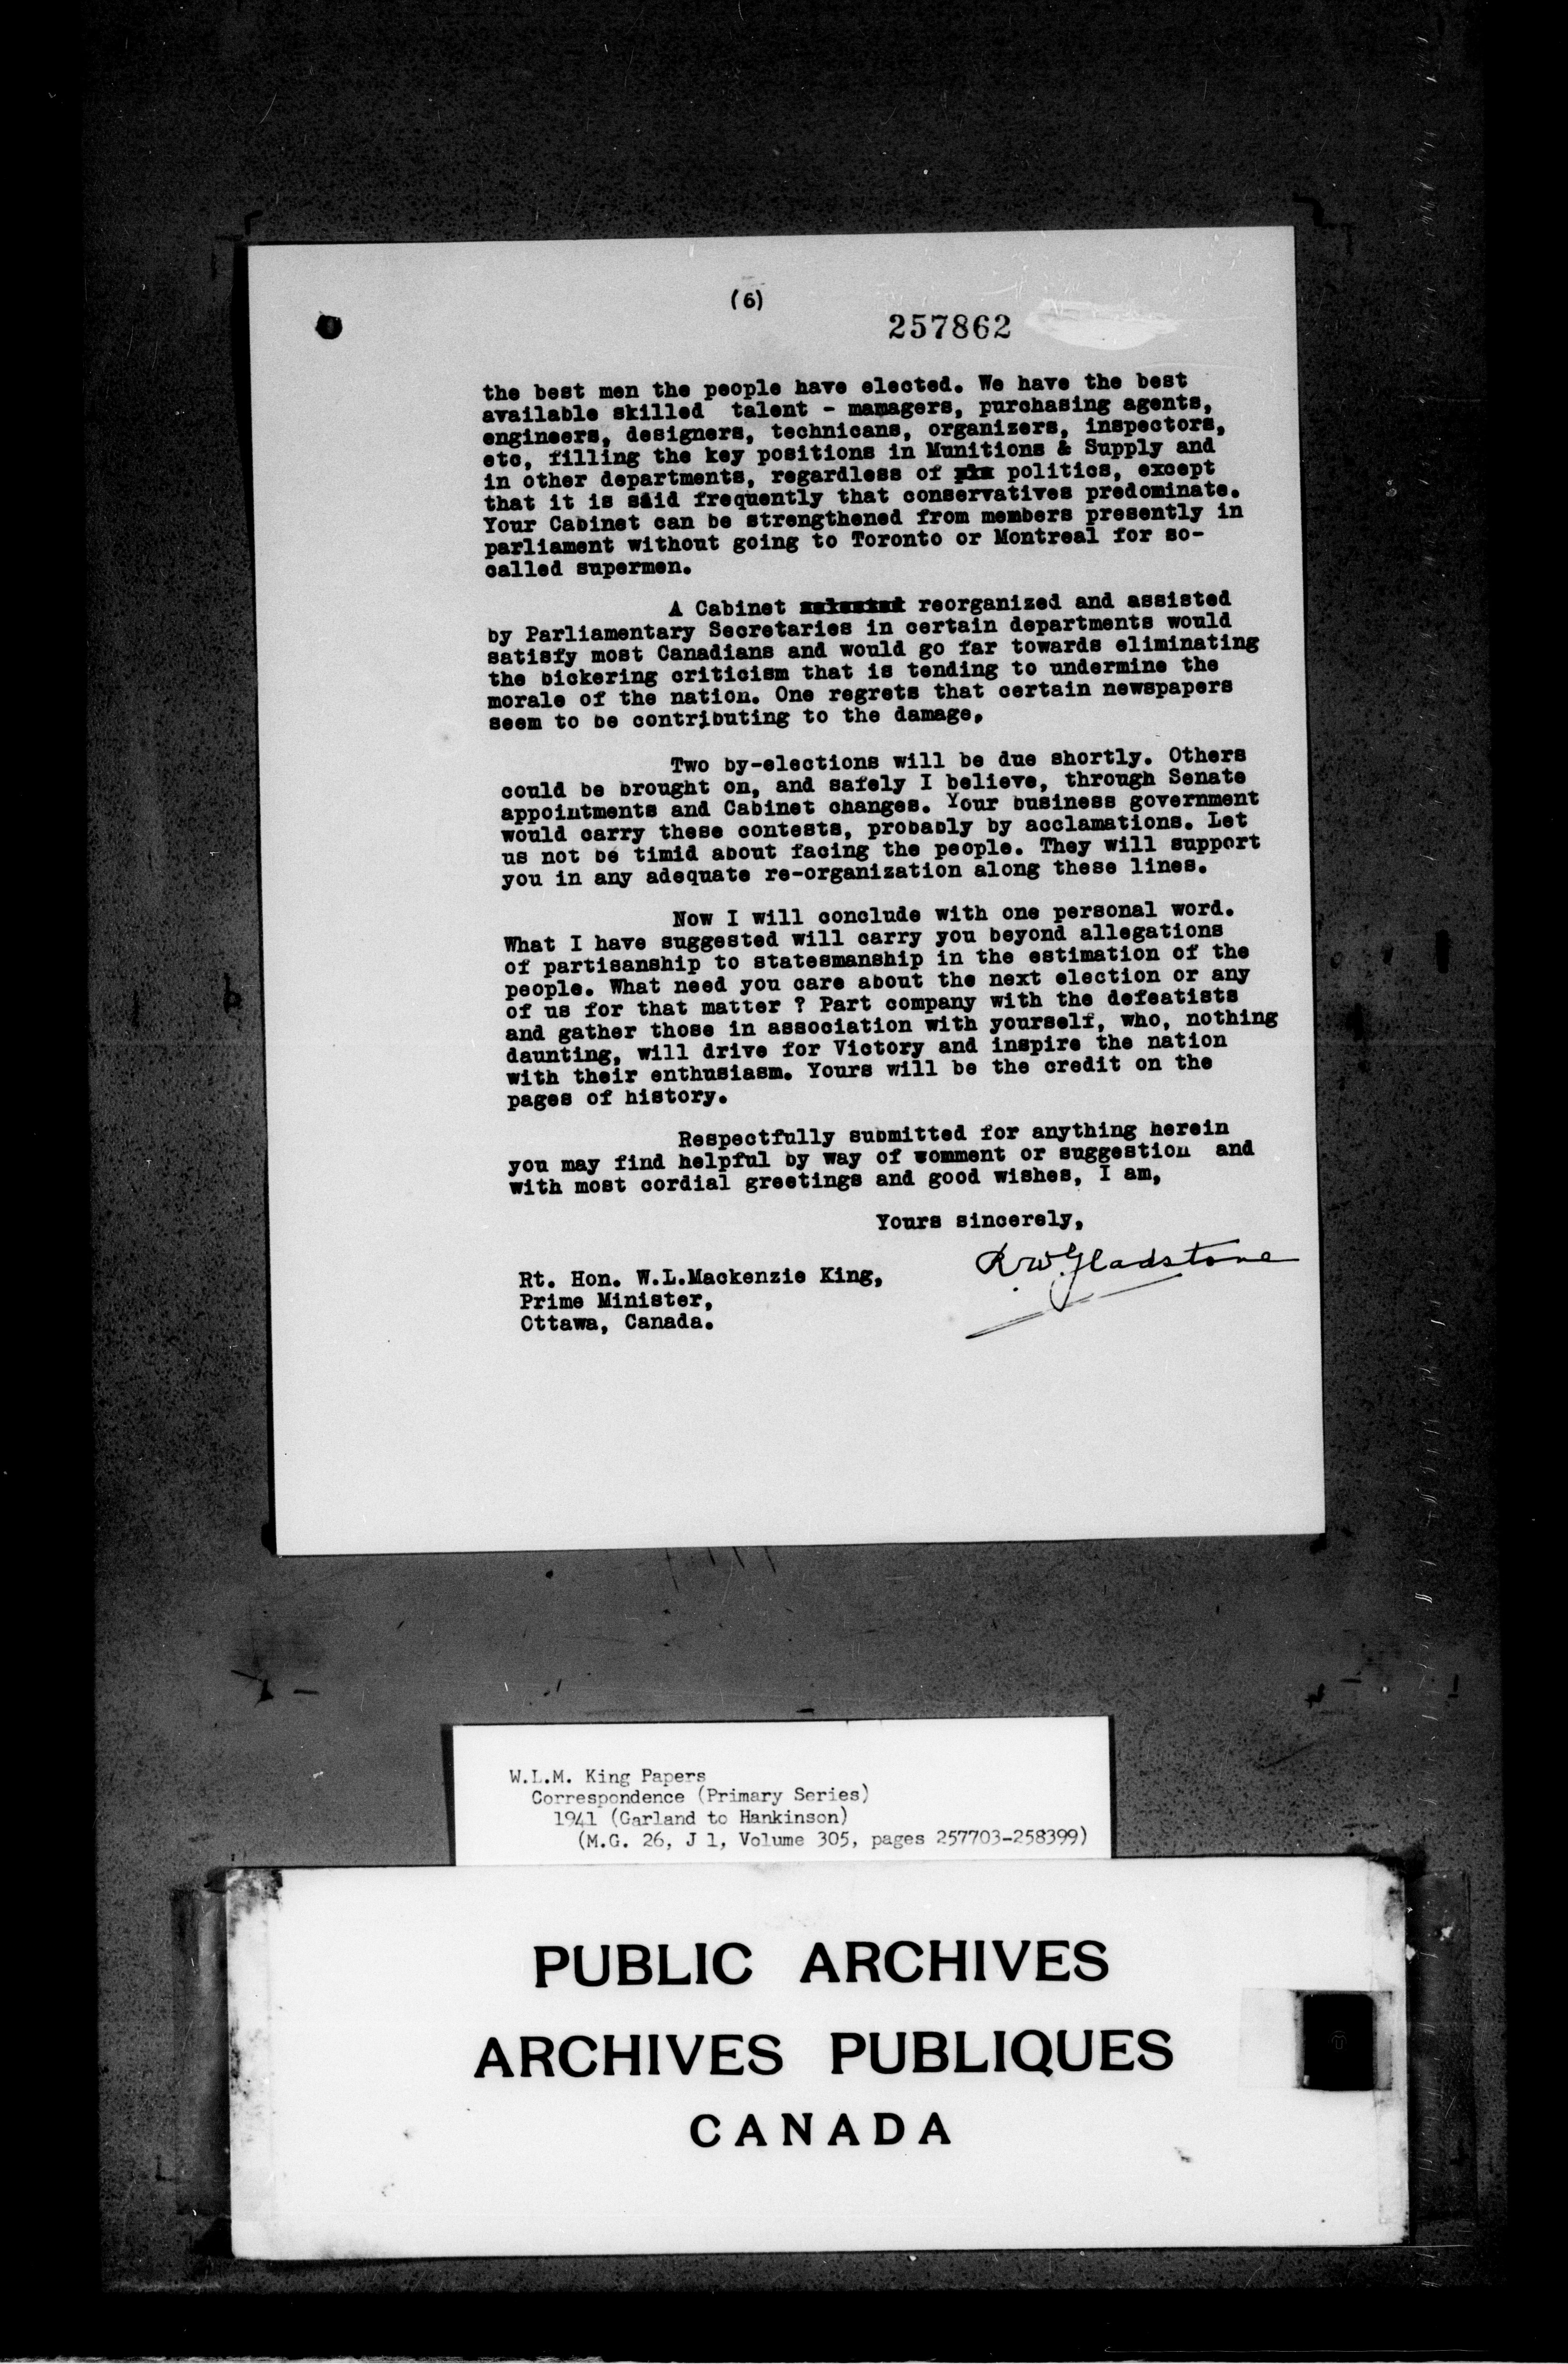 (6)
257862
the best men the people have elected. We have the best
available skilled talent - mamagers, purchasing agents,
engineers, designers, technicans, organizers, inspectors,
etc, filling the key positions in Munitions & Supply and
in other departments, regardless of politics, except
that it is said frequently that conservatives predominate.
Your Cabinet can be strengthened from members presently in
parliament without going to Toronto or Montreal for so-
called supermen.
A Cabinet reorganized and assisted
by Parliamentary Secretaries in certain departments would
satisfy most Canadians and would go far towards eliminating
the bickering criticism that is tending to undermine the
morale of the nation. One regrets that certain newspapers
seem to be contributing to the damage.
Two by-elections will be due shortly. Others
could be brought on, and safely I believe, through Senate
appointments and Cabinet changes. Your business government
would carry these contests, probably by acclamations. Let
us not be timid about facing the people. They will support
you in any adequate re-organization along these lines.
Now I will conclude with one personal word.
What I have suggested will carry you beyond allegations
of partisanship to statesmanship in the estimation of the
people. What need you care about the next election or any
of us for that matter ? Part company with the defeatists
and gather those in association with yourself, who, nothing
daunting, will drive for Victory and inspire the nation
with their enthusiasm. Yours will be the credit on the
pages of history.
Respectfully submitted for anything herein
you may find helpful by way of comment or suggestion and
with most cordial greetings and good wishes, I am,
Yours sincerely,
R.W.Gladstone
Rt. Hon. W.L.Mackenzie King,
Prime Minister,
Ottawa, Canada.
W.L.M. King Papers
Correspondence (Primary Series)
1941 (Garland to Hankinson)
(M.G. 26, J 1, Volume 305, pages 257703-258399)
PUBLIC ARCHIVES
ARCHIVES PUBLIQUES
CANADA